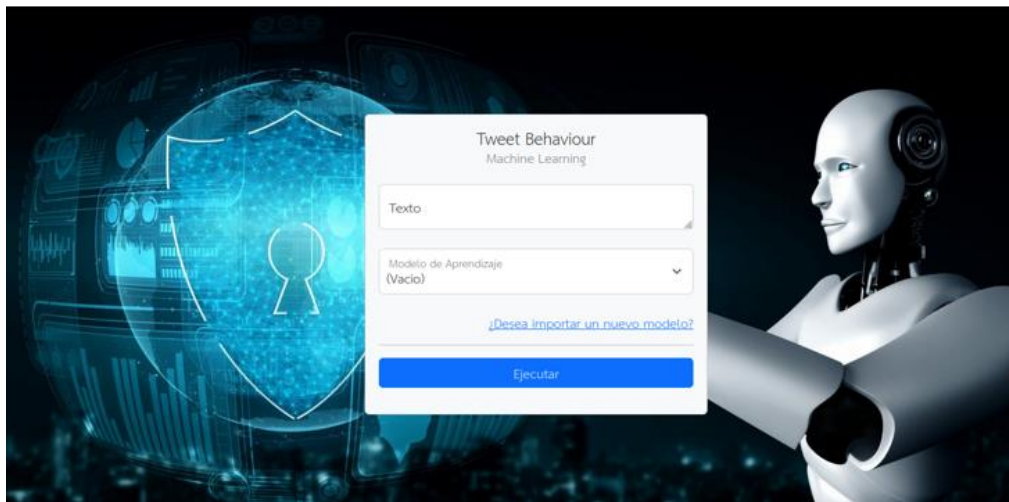 Tweet Behaviour
Machine Learning
Texto
Modelo de Aprendizaje
(Vacio)
¿Desea importar un nuevo modelo?
Ejecutar